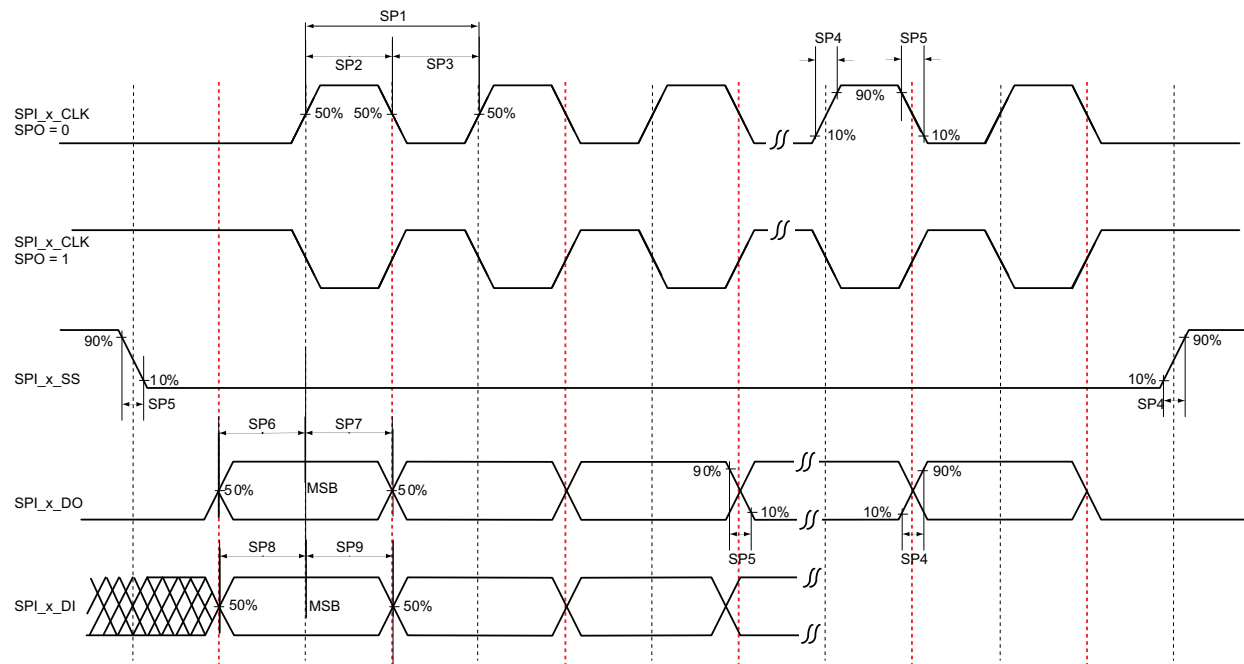 SP1
SP2 SP3 SP4 SP5
SPI_x_CLK
SPO = 0
50% 50% 50% 90%
10% 10%
SPI_x_CLK
SPO = 1
90% 90%
SPI_x_SS 10% 10%
SP5 SP4
SP6 SP7
90% 90%
SPI_x_DO 50% MSB 50% 10% 10%
SP5 SP4
SP8 SP9
SPI_x_DI 50% MSB 50%